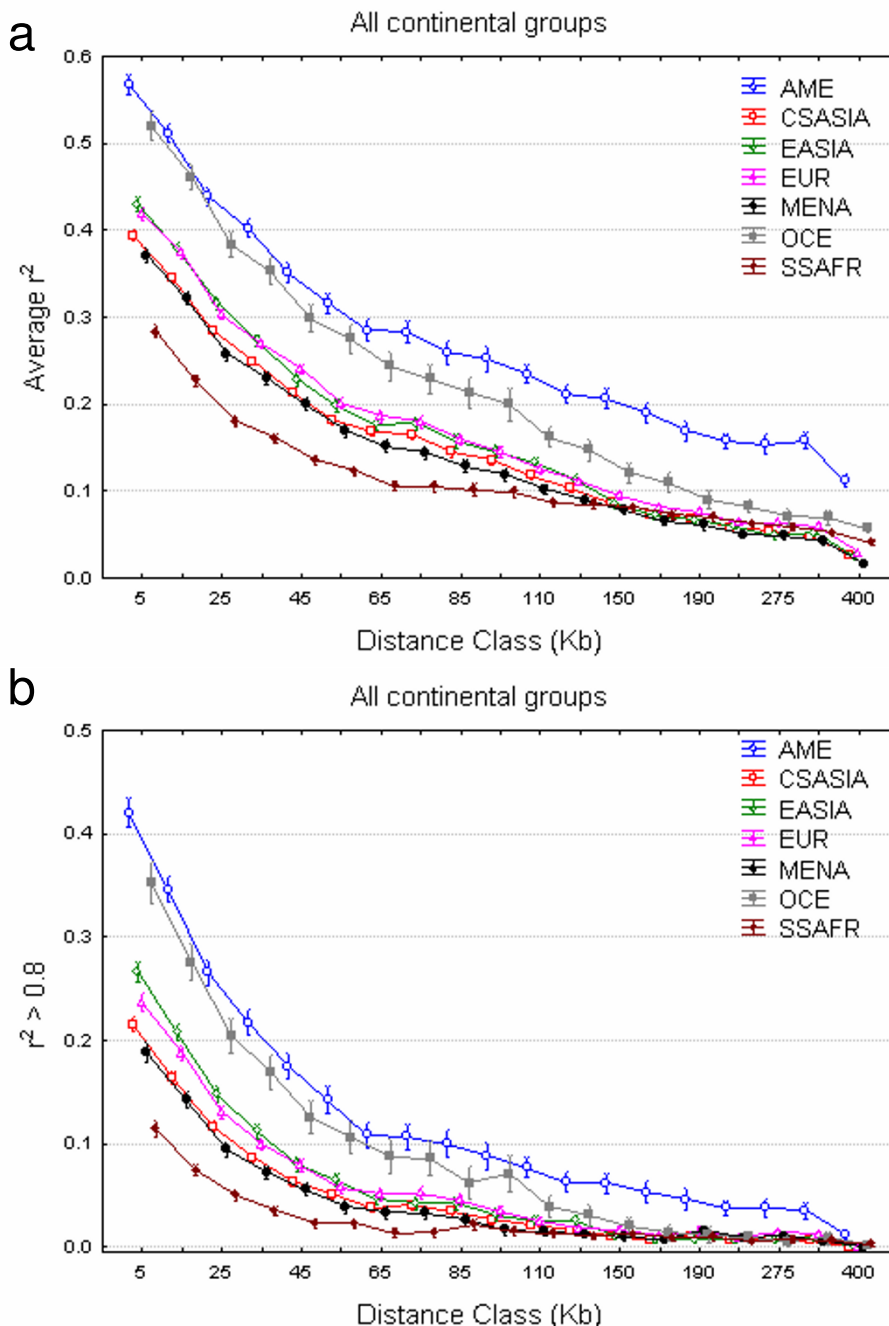 a
All continental groups
0.6
0.5
0.4
0.3
0.2
0.1
0.0
Average r²
AME
CSASIA
EASIA
EUR
MENA
OCE
SSAFR
5 25 45 65 85 110 150 190 275 400
Distance Class (Kb)
b
All continental groups
0.5
0.4
0.3
0.2
0.1
0.0
r² > 0.8
AME
CSASIA
EASIA
EUR
MENA
OCE
SSAFR
5 25 45 65 85 110 150 190 275 400
Distance Class (Kb)